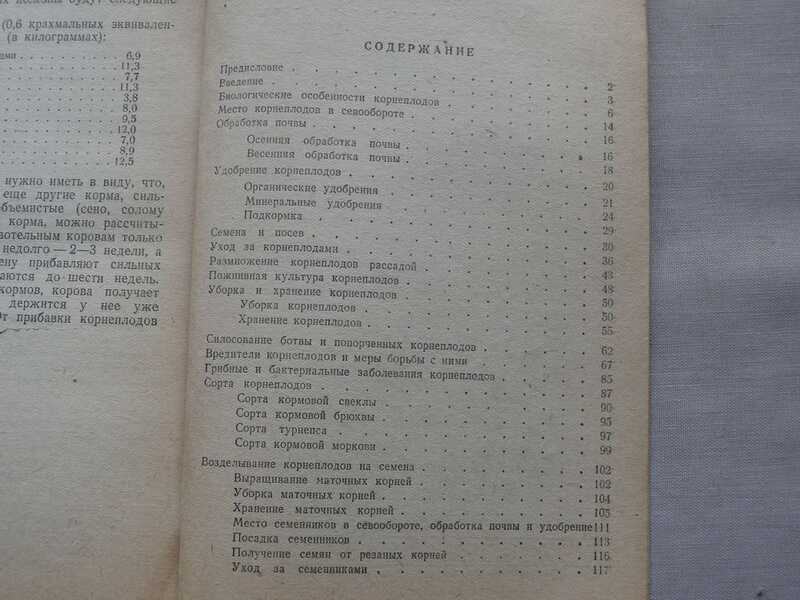 (0,6 крахмальных эквивален-
(в килограммах):
ами . . . 6,9
11,3
7,7
11,3
3,8
8,0
9,5
12,0
7,0
8,9
12,5
нужно иметь в виду, что,
еще другие корма, силь-
бъемистые (сено, солому
корма, можно рассчиты-
вотельным коровам только
недолго — 2—3 недели, а
ену прибавляют сильных
аются до шести недель.
кормов, корова получает
держится у нее уже
От прибавки корнеплодов
СОДЕРЖАНИЕ
Предисловие . . . 2
Введение . . . 3
Биологические особенности корнеплодов . . . 6
Место корнеплодов в севообороте . . . 14
Обработка почвы . . . 16
Осенняя обработка почвы . . . 16
Весенняя обработка почвы . . . 18
Удобрение корнеплодов . . . 20
Органические удобрения . . . 21
Минеральные удобрения . . . 24
Подкормка . . . 29
Семена и посев . . . 30
Уход за корнеплодами . . . 36
Размножение корнеплодов рассадой . . . 43
Пожнивная культура корнеплодов . . . 48
Уборка и хранение корнеплодов . . . 50
Уборка корнеплодов . . . 50
Хранение корнеплодов . . . 55
Силосование ботвы и попорченных корнеплодов . . . 62
Вредители корнеплодов и меры борьбы с ними . . . 67
Грибные и бактериальные заболевания корнеплодов . . . 85
Сорта корнеплодов . . . 87
Сорта кормовой свеклы . . . 90
Сорта кормовой брюквы . . . 95
Сорта турнепса . . . 97
Сорта кормовой моркови . . . 99
Возделывание корнеплодов на семена . . . 102
Выращивание маточных корней . . . 102
Уборка маточных корней . . . 104
Хранение маточных корней . . . 105
Место семенников в севообороте, обработка почвы и удобрение 111
Посадка семенников . . . 113
Получение семян от резаных корней . . . 116
Уход за семенниками . . . 117